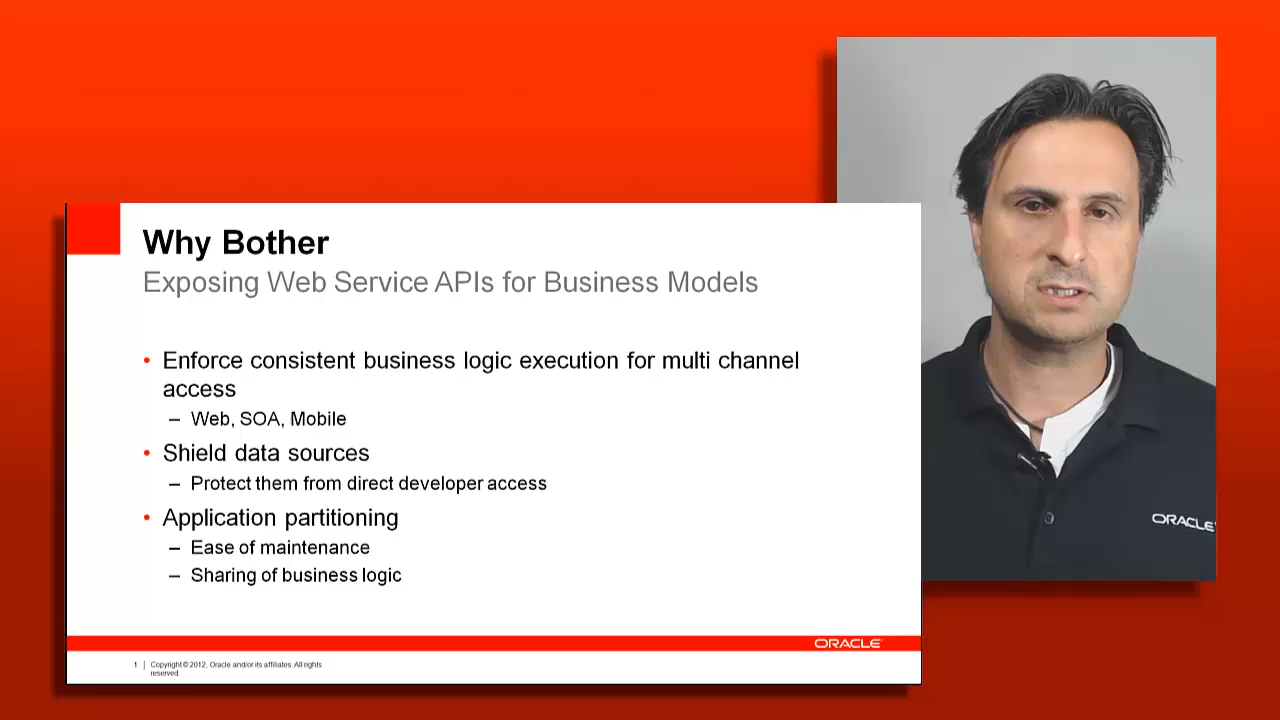 Why Bother
Exposing Web Service APIs for Business Models
• Enforce consistent business logic execution for multi channel
access
– Web, SOA, Mobile
• Shield data sources
– Protect them from direct developer access
• Application partitioning
– Ease of maintenance
– Sharing of business logic
ORACLE
ORACLE
1 | Copyright © 2012, Oracle and/or its affiliates. All rights
reserved.